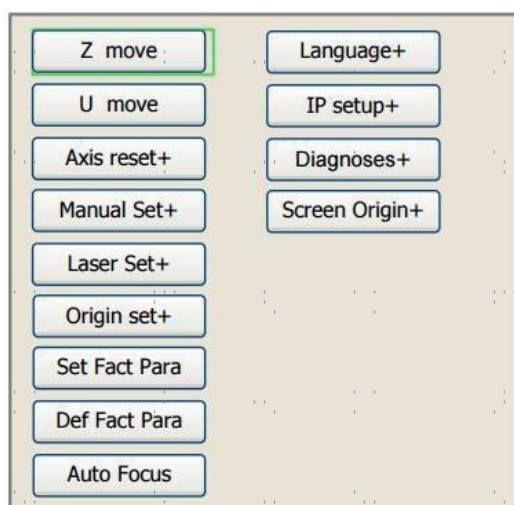 Z move
U move
Axis reset+
Manual Set+
Laser Set+
Origin set+
Set Fact Para
Def Fact Para
Auto Focus
Language+
IP setup+
Diagnoses+
Screen Origin+